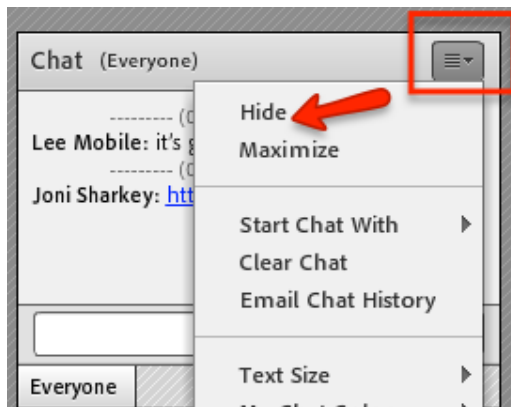 Chat (Everyone)
Hide
Lee Mobile: it's
Maximize
Joni Sharkey:
Start Chat With
Clear Chat
Email Chat History
Everyone
Text Size